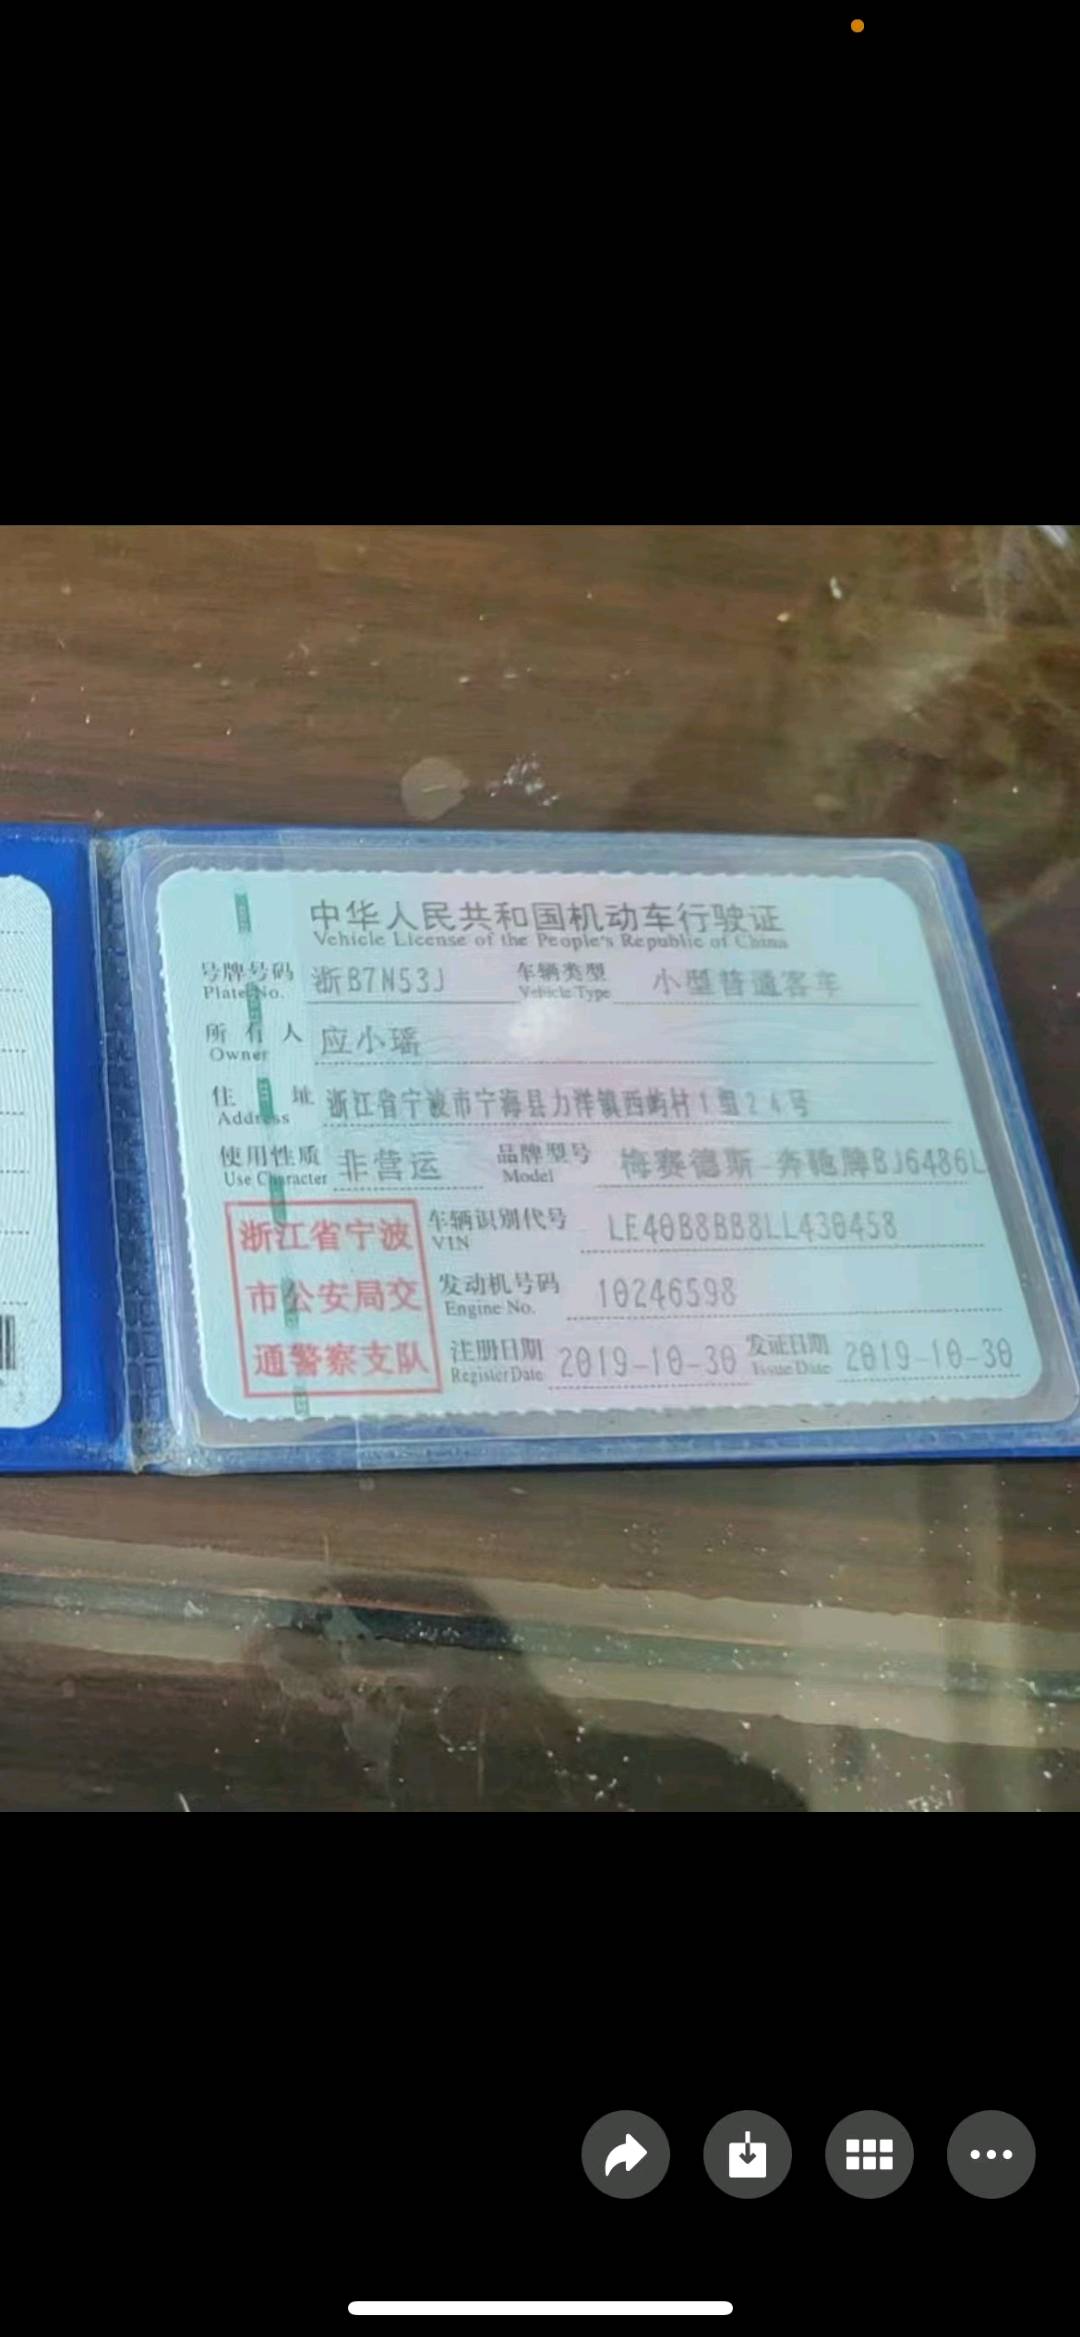 中华人民共和国机动车行驶证
Vehicle License of the People's Republic of China
号牌号码 浙B7N53J 车辆类型 小型普通客车
Plate No. Vehicle Type
所有人 应小瑶
Owner
住址 浙江省宁波市宁海县力洋镇西屿村1组24号
Address
使用性质 非营运 品牌型号 梅赛德斯-奔驰牌BJ6486L
Use Character Model
浙江省宁波
市公安局交
通警察支队
车辆识别代号 LE40B8BB8LL430458
VIN
发动机号码 10246598
Engine No.
注册日期 2019-10-30 发证日期 2019-10-30
Register Date Issue Date